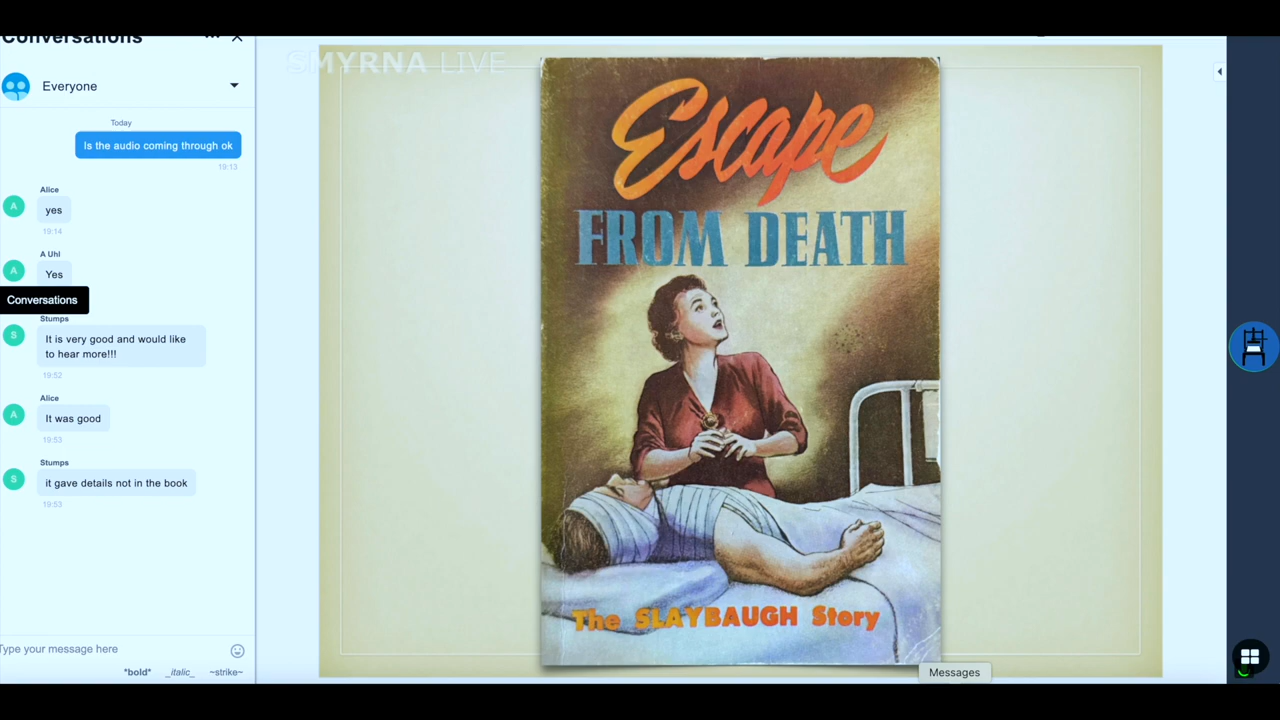 Conversations
Everyone
Today
Is the audio coming through ok
19:13
Alice
A
yes
19:14
A Uhl
A
Yes
Conversations
Stumps
S
It is very good and would like
to hear more!!!
19:52
Alice
A
It was good
19:53
Stumps
S
it gave details not in the book
19:53
Type your message here
*bold* _italic_ ~strike~
SMYRNA LIVE
Escape
FROM DEATH
The SLAYBAUGH Story
Messages